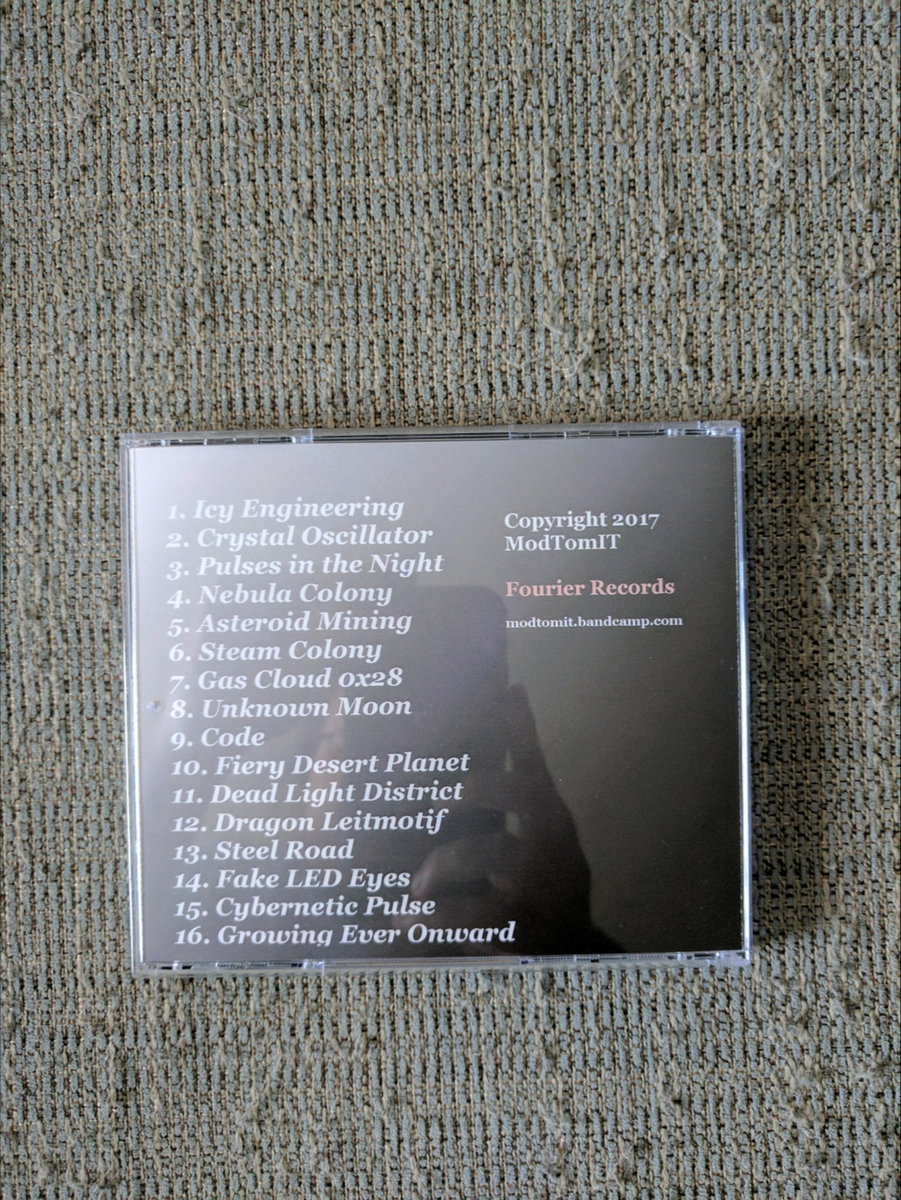 1. Icy Engineering
2. Crystal Oscillator
3. Pulses in the Night
4. Nebula Colony
5. Asteroid Mining
6. Steam Colony
7. Gas Cloud 0x28
8. Unknown Moon
9. Code
10. Fiery Desert Planet
11. Dead Light District
12. Dragon Leitmotif
13. Steel Road
14. Fake LED Eyes
15. Cybernetic Pulse
16. Growing Ever Onward
Copyright 2017
ModTomIT
Fourier Records
modtomit.bandcamp.com